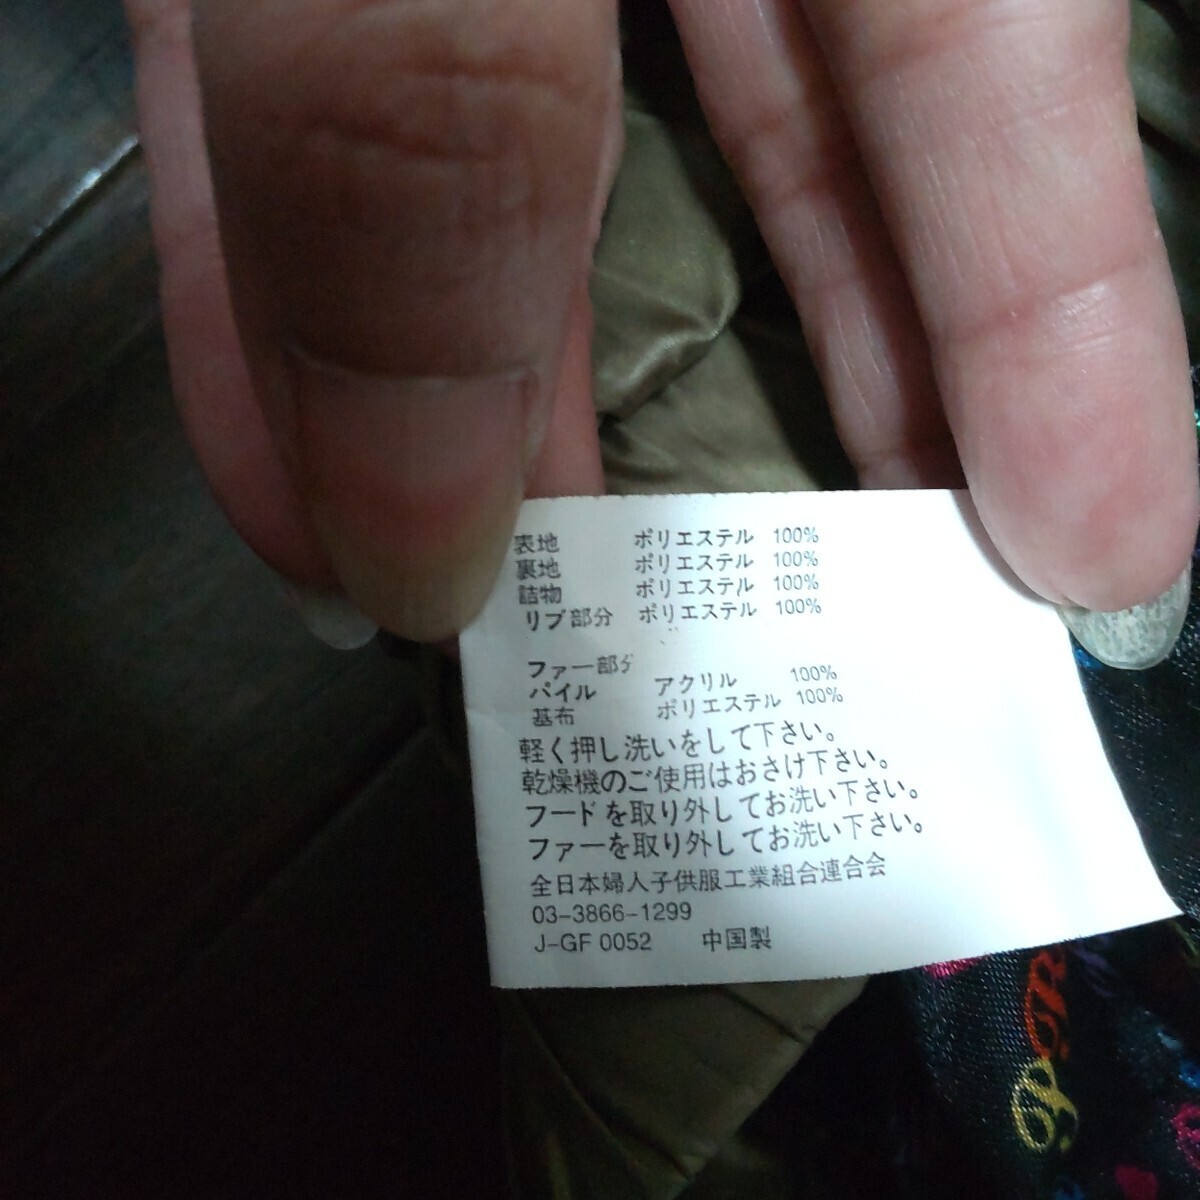 表地 ポリエステル 100%
裏地 ポリエステル 100%
詰物 ポリエステル 100%
リブ部分 ポリエステル 100%
ファー部分
パイル アクリル 100%
基布 ポリエステル 100%
軽く押し洗いをして下さい。
乾燥機のご使用はおさけ下さい。
フードを取り外してお洗い下さい。
ファーを取り外してお洗い下さい。
全日本婦人子供服工業組合連合会
03-3866-1299
J-GF 0052 中国製